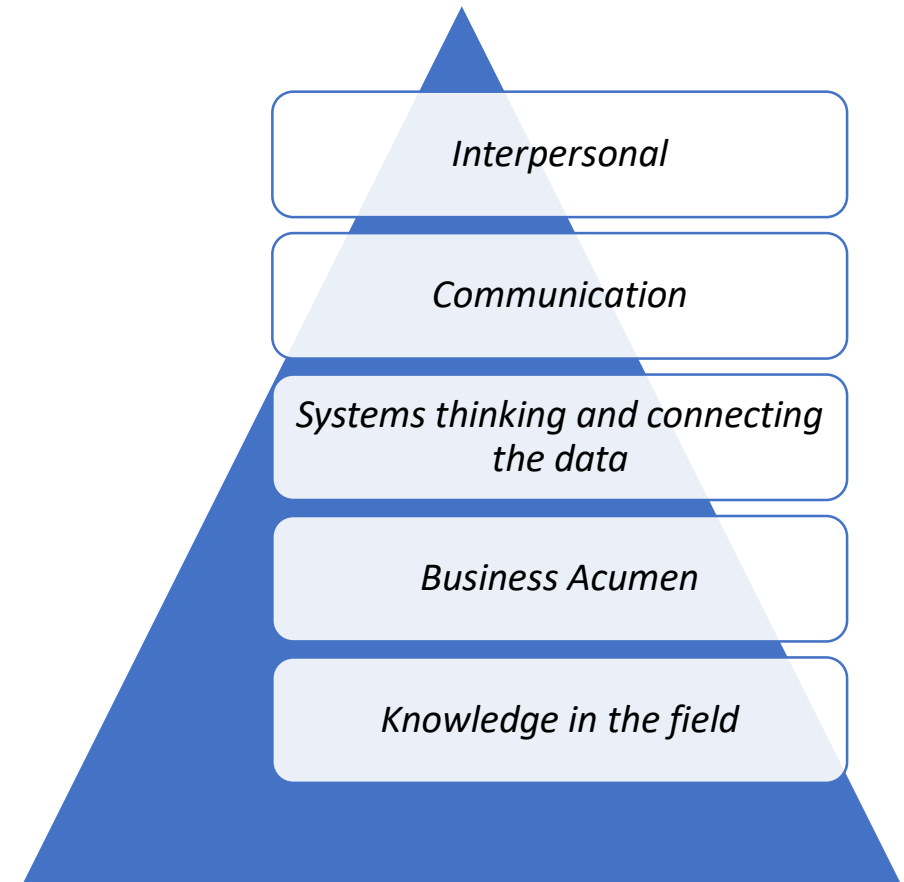 Interpersonal
Communication
Systems thinking and connecting
the data
Business Acumen
Knowledge in the field